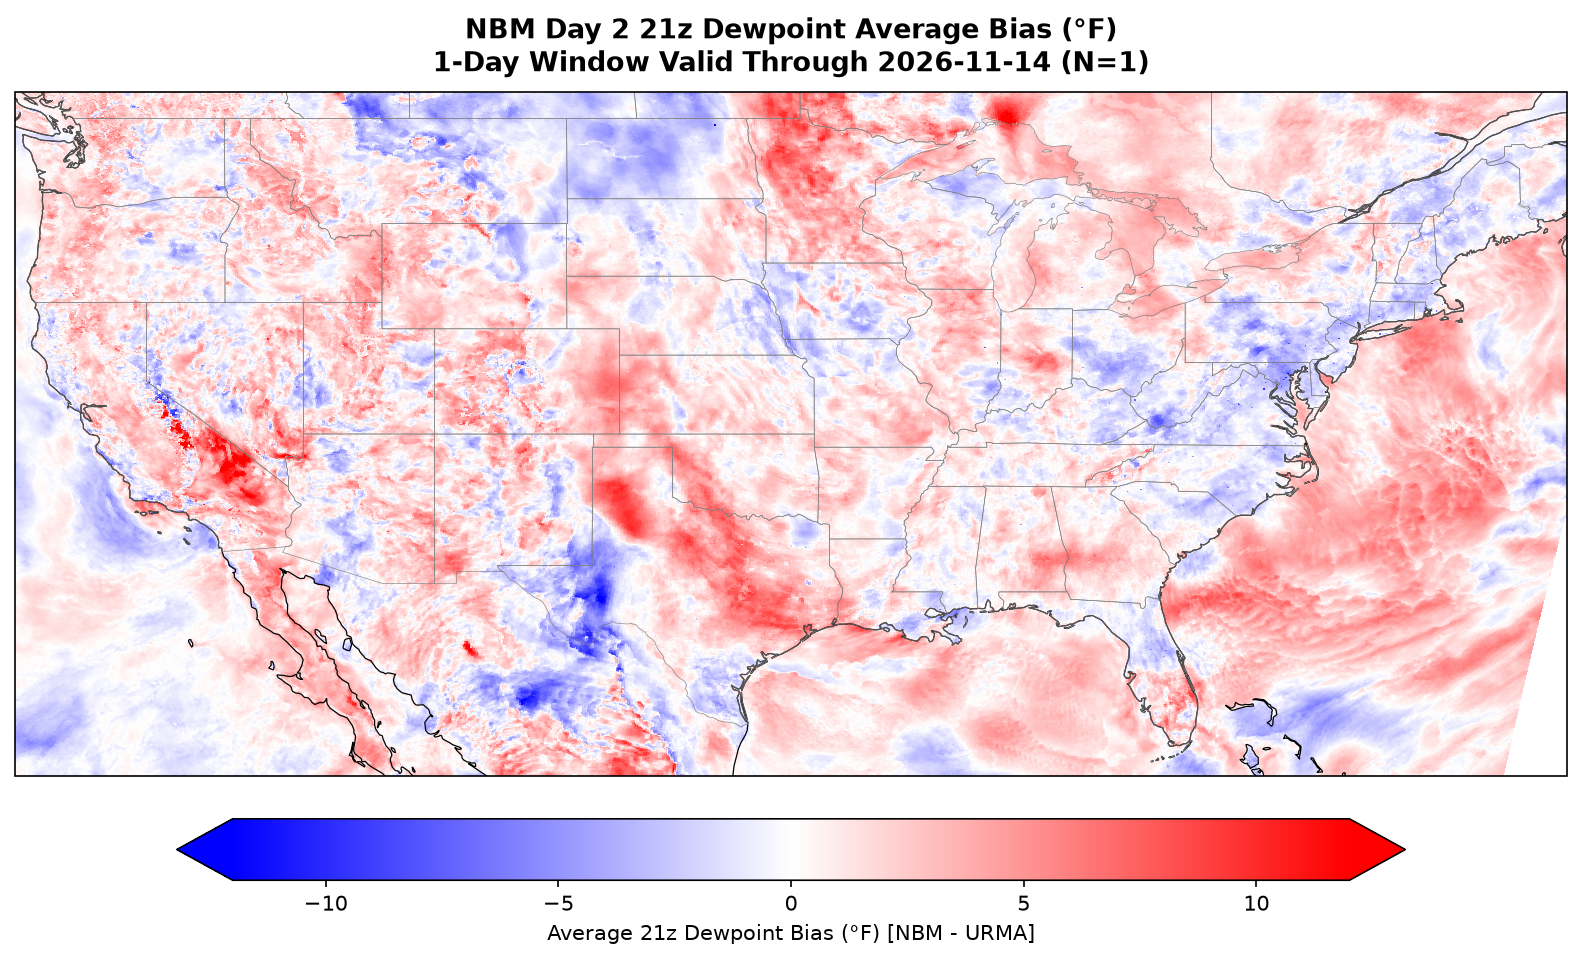 NBM Day 2 21z Dewpoint Average Bias (°F)
1-Day Window Valid Through 2026-11-14 (N=1)
−10 −5 0 5 10
Average 21z Dewpoint Bias (°F) [NBM - URMA]